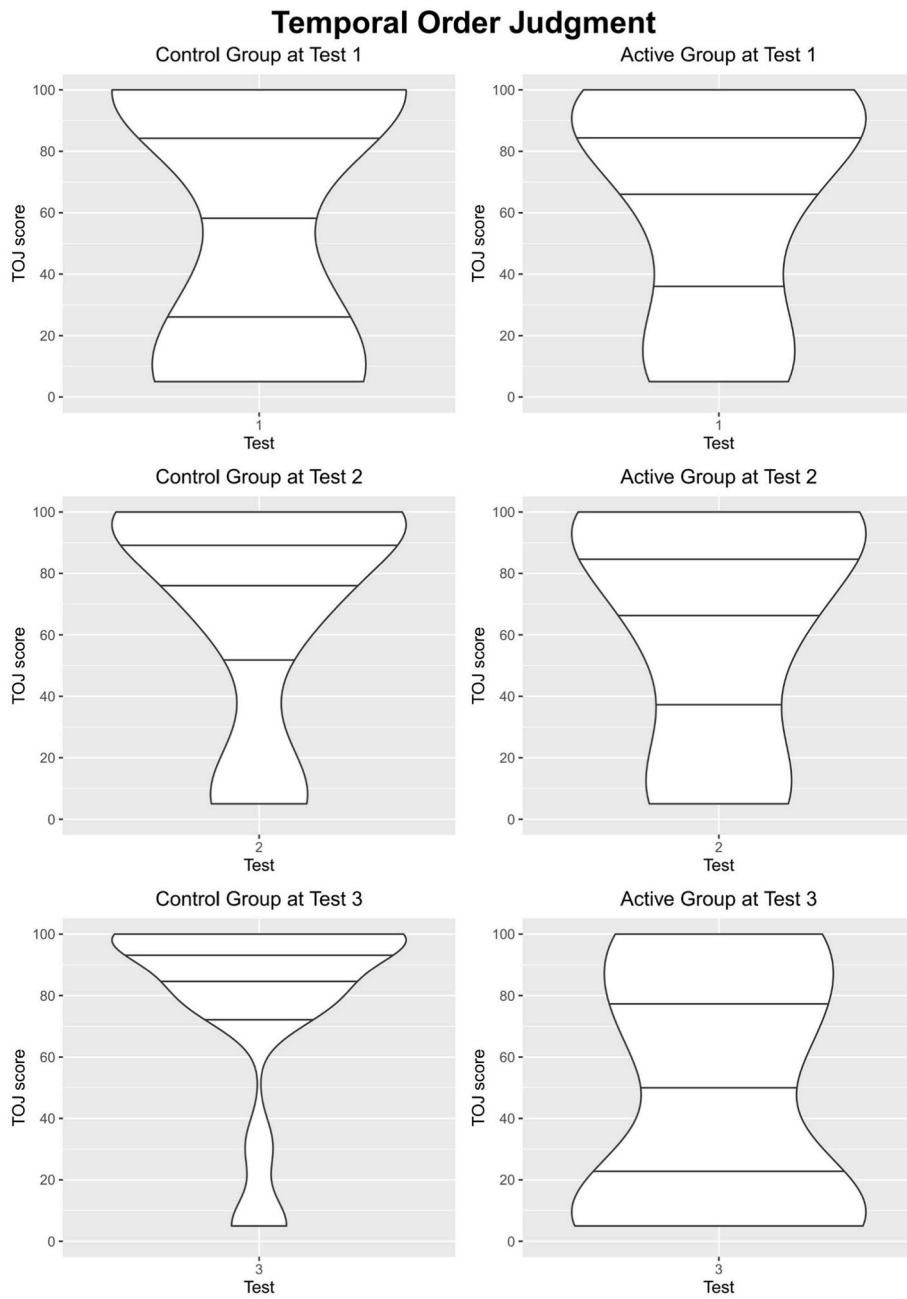 Temporal Order Judgment
Control Group at Test 1
100
80
60
40
20
0
TOJ score
1
Test
Active Group at Test 1
100
80
60
40
20
0
TOJ score
1
Test
Control Group at Test 2
100
80
60
40
20
0
TOJ score
2
Test
Active Group at Test 2
100
80
60
40
20
0
TOJ score
2
Test
Control Group at Test 3
100
80
60
40
20
0
TOJ score
3
Test
Active Group at Test 3
100
80
60
40
20
0
TOJ score
3
Test